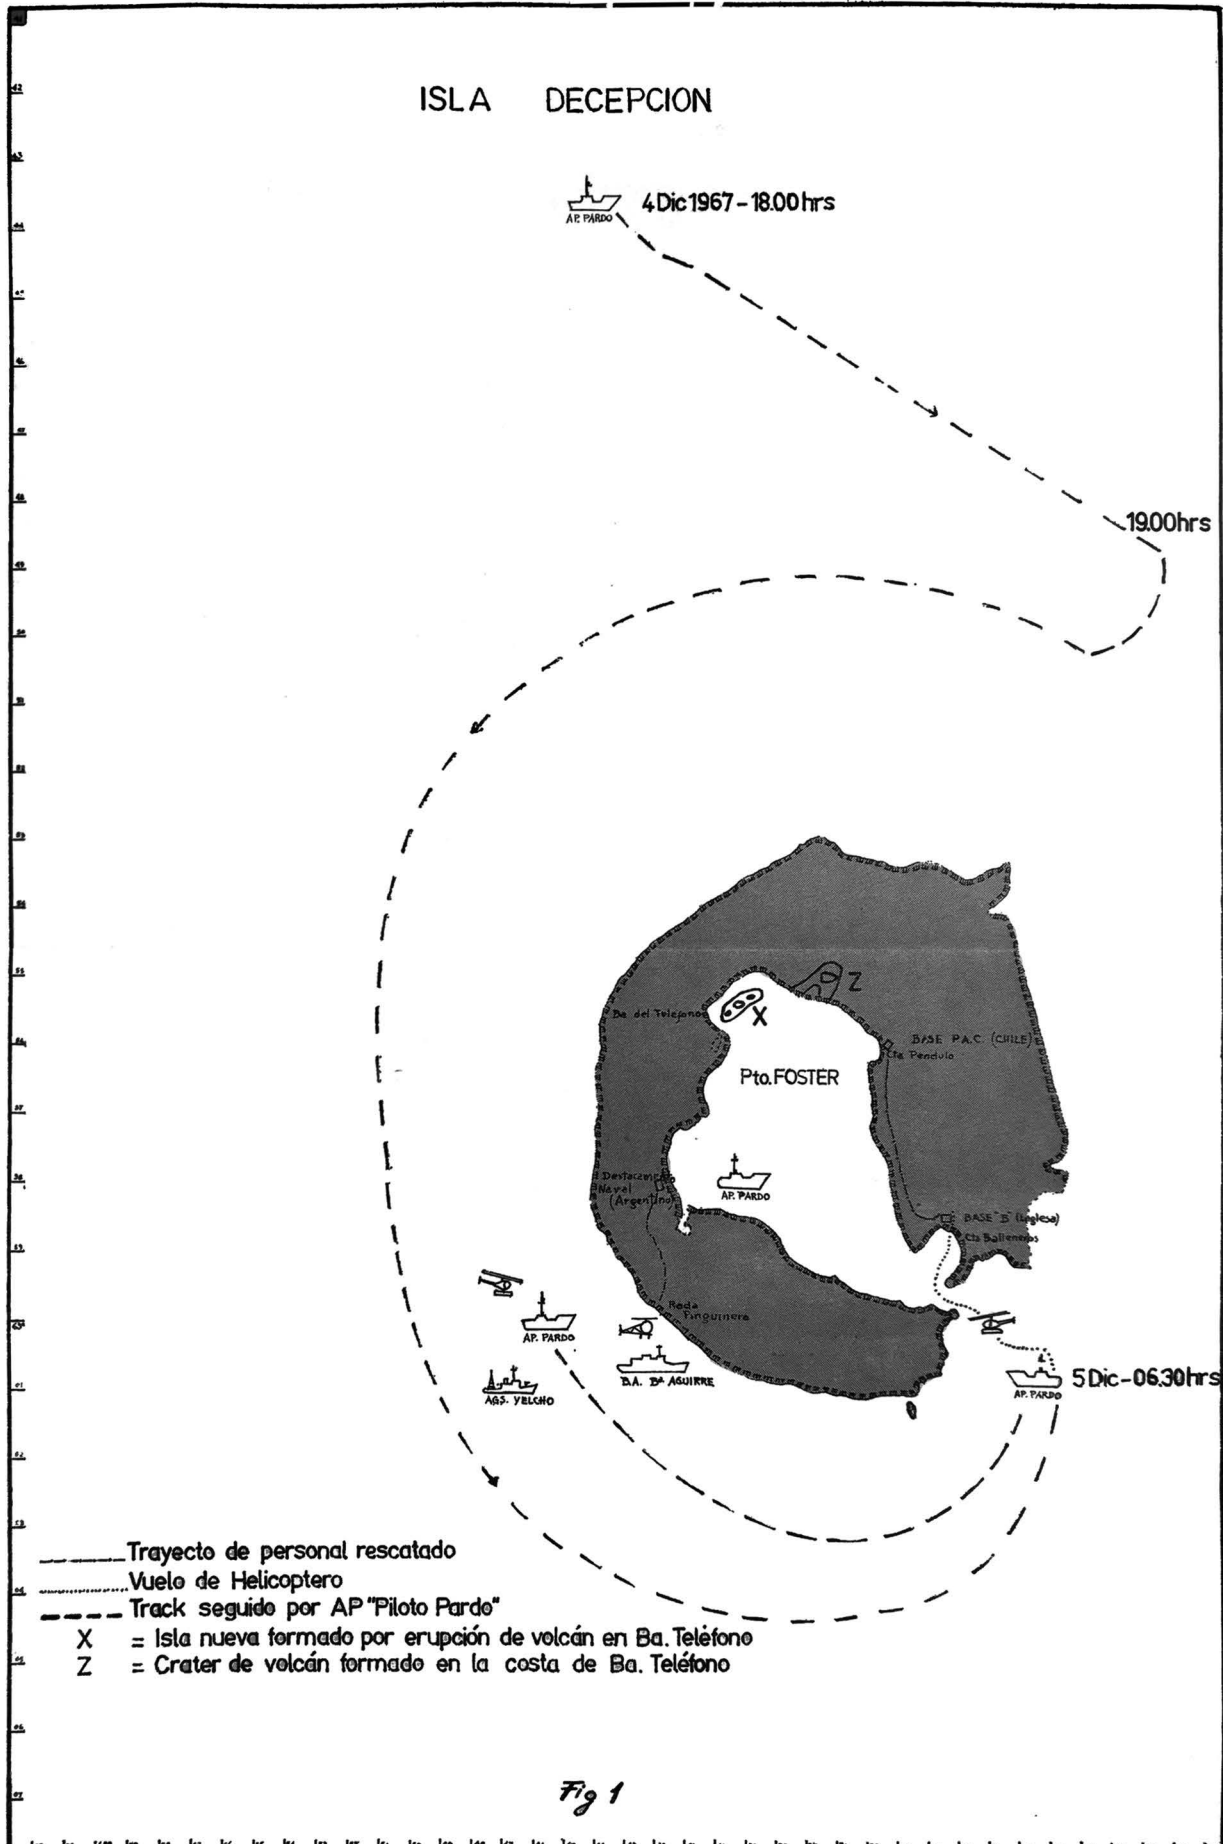 ISLA DECEPCION
4 Dic 1967 - 18.00 hrs
AP. PARDO
19.00 hrs
Z
X
Ba del Telefono
BASE P.A.C. (CHILE)
Cta Pendulo
Pto. FOSTER
Destacamento
Naval
(Argentino)
AP. PARDO
BASE "B" (Inglesa)
Cta Balleneros
Rada
Pinguinera
AP. PARDO
B.A. Bº AGUIRRE
AGS. YELCHO
5 Dic - 06.30 hrs
AP. PARDO
Trayecto de personal rescatado
Vuelo de Helicoptero
Track seguido por AP "Piloto Pardo"
X = Isla nueva formado por erupción de volcán en Ba. Teléfono
Z = Crater de volcán formado en la costa de Ba. Teléfono
Fig 1